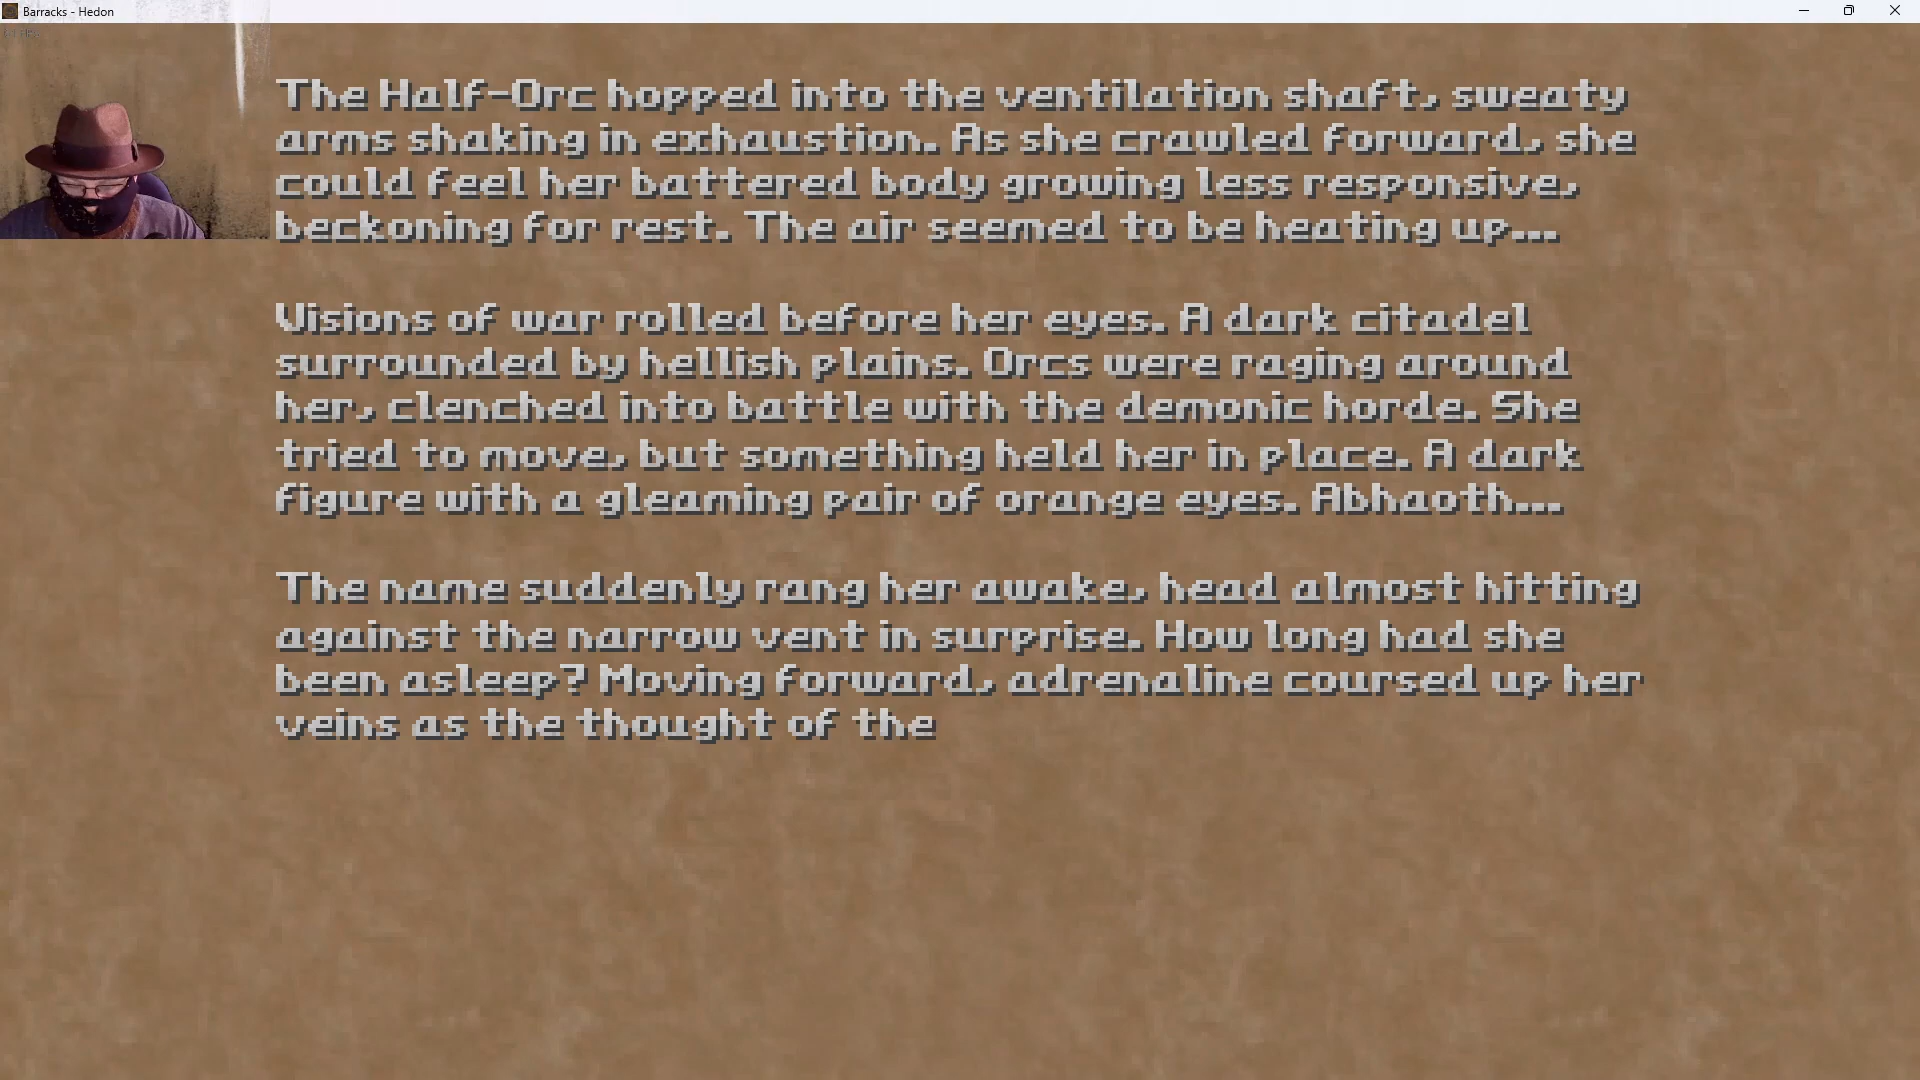 Barracks - Hedon
The Half-Orc hopped into the ventilation shaft, sweaty
arms shaking in exhaustion. As she crawled forward, she
could feel her battered body growing less responsive,
beckoning for rest. The air seemed to be heating up...
Visions of war rolled before her eyes. A dark citadel
surrounded by hellish plains. Orcs were raging around
her, clenched into battle with the demonic horde. She
tried to move, but something held her in place. A dark
figure with a gleaming pair of orange eyes. Abhaoth...
The name suddenly rang her awake, head almost hitting
against the narrow vent in surprise. How long had she
been asleep? Moving forward, adrenaline coursed up her
veins as the thought of the